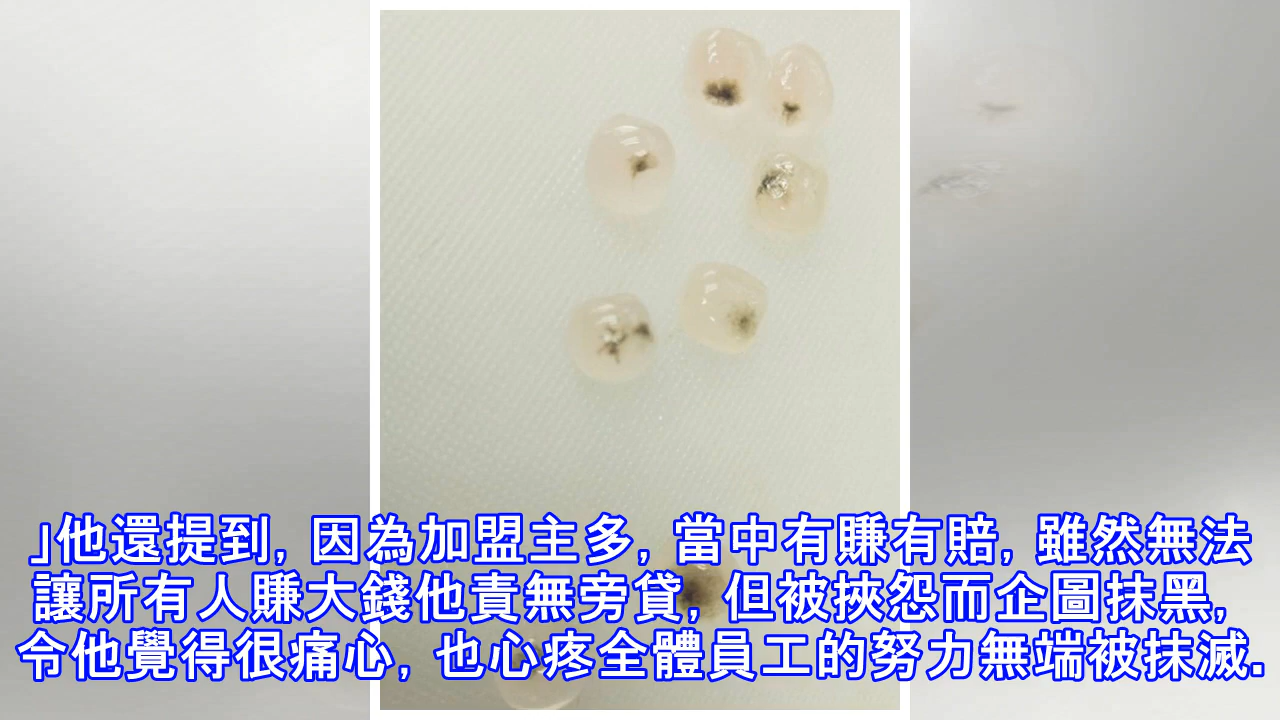 」他還提到, 因為加盟主多, 當中有賺有賠, 雖然無法
讓所有人賺大錢他責無旁貸, 但被挾怨而企圖抹黑,
令他覺得很痛心, 也心疼全體員工的努力無端被抹滅.